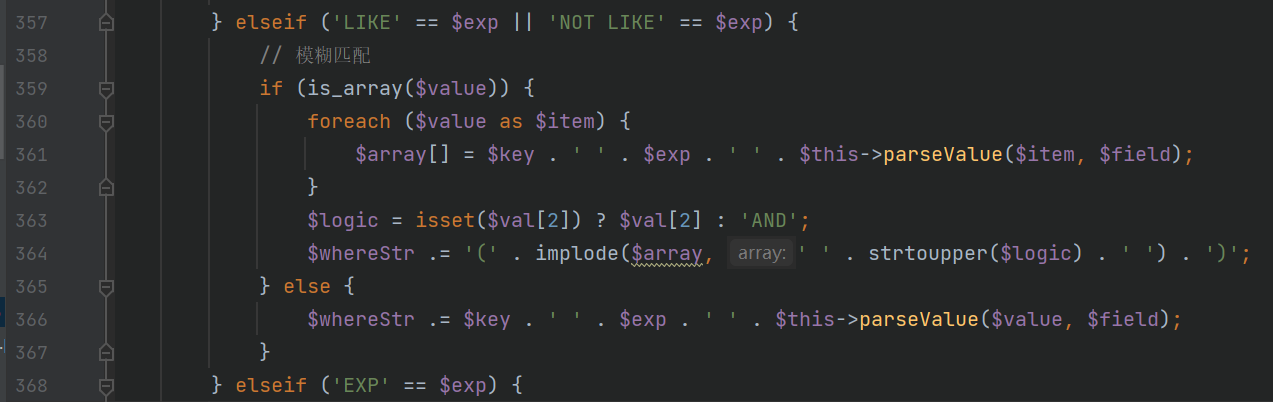 357 } elseif ('LIKE' == $exp || 'NOT LIKE' == $exp) {
358 // 模糊匹配
359 if (is_array($value)) {
360 foreach ($value as $item) {
361 $array[] = $key . ' ' . $exp . ' ' . $this->parseValue($item, $field);
362 }
363 $logic = isset($val[2]) ? $val[2] : 'AND';
364 $whereStr .= '(' . implode($array, array: ' ' . strtoupper($logic) . ' ') . ')';
365 } else {
366 $whereStr .= $key . ' ' . $exp . ' ' . $this->parseValue($value, $field);
367 }
368 } elseif ('EXP' == $exp) {